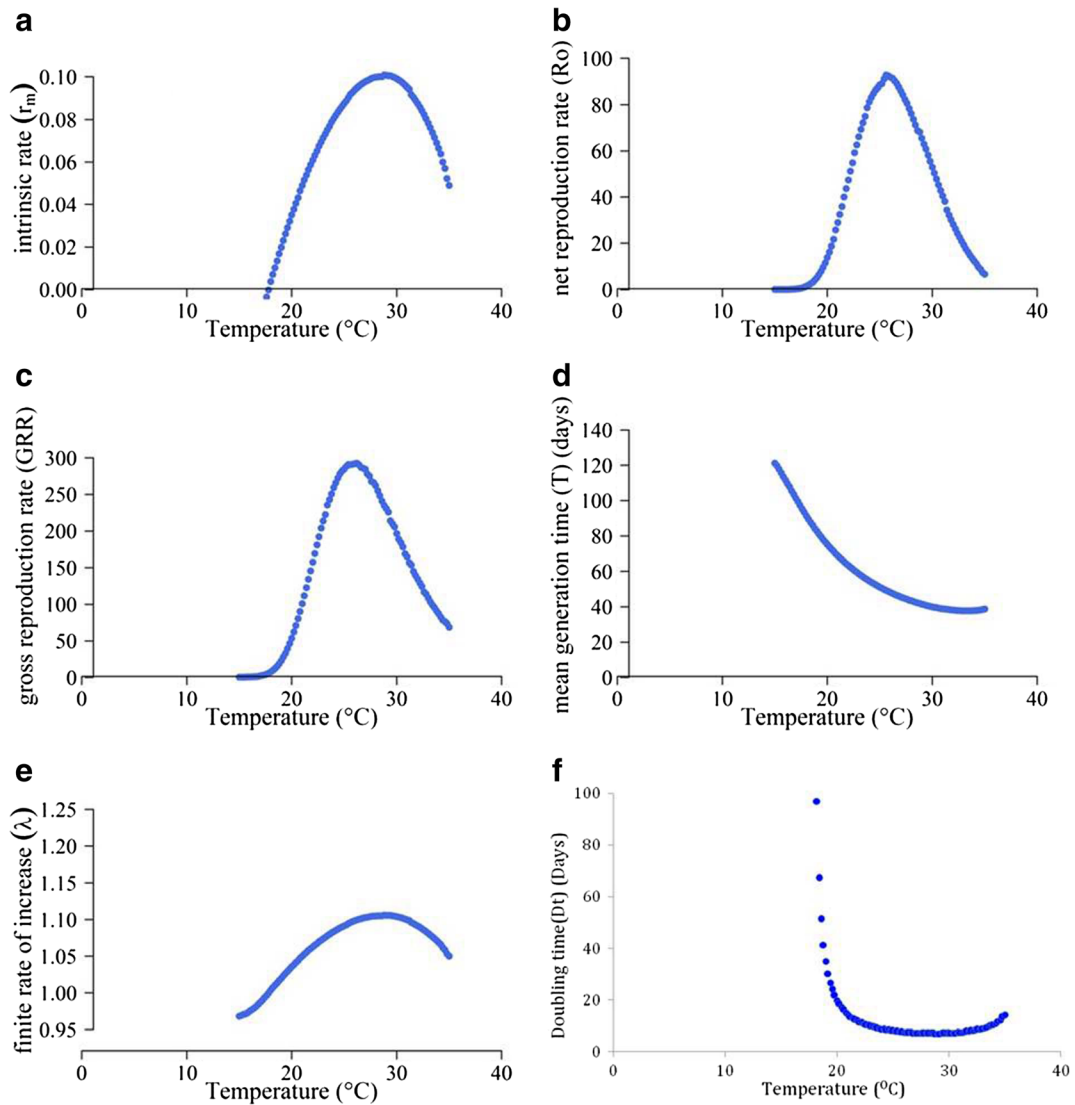 a
intrinsic rate (rm)
0.10
0.08
0.06
0.04
0.02
0.00
0 10 20 30 40
Temperature (°C)
b
net reproduction rate (Ro)
100
80
60
40
20
0
0 10 20 30 40
Temperature (°C)
c
gross reproduction rate (GRR)
300
250
200
150
100
50
0
0 10 20 30 40
Temperature (°C)
d
mean generation time (T) (days)
140
120
100
80
60
40
20
0
0 10 20 30 40
Temperature (°C)
e
finite rate of increase (λ)
1.25
1.20
1.15
1.10
1.05
1.00
0.95
0 10 20 30 40
Temperature (°C)
f
Doubling time(Dt) (Days)
100
80
60
40
20
0
0 10 20 30 40
Temperature (⁰C)